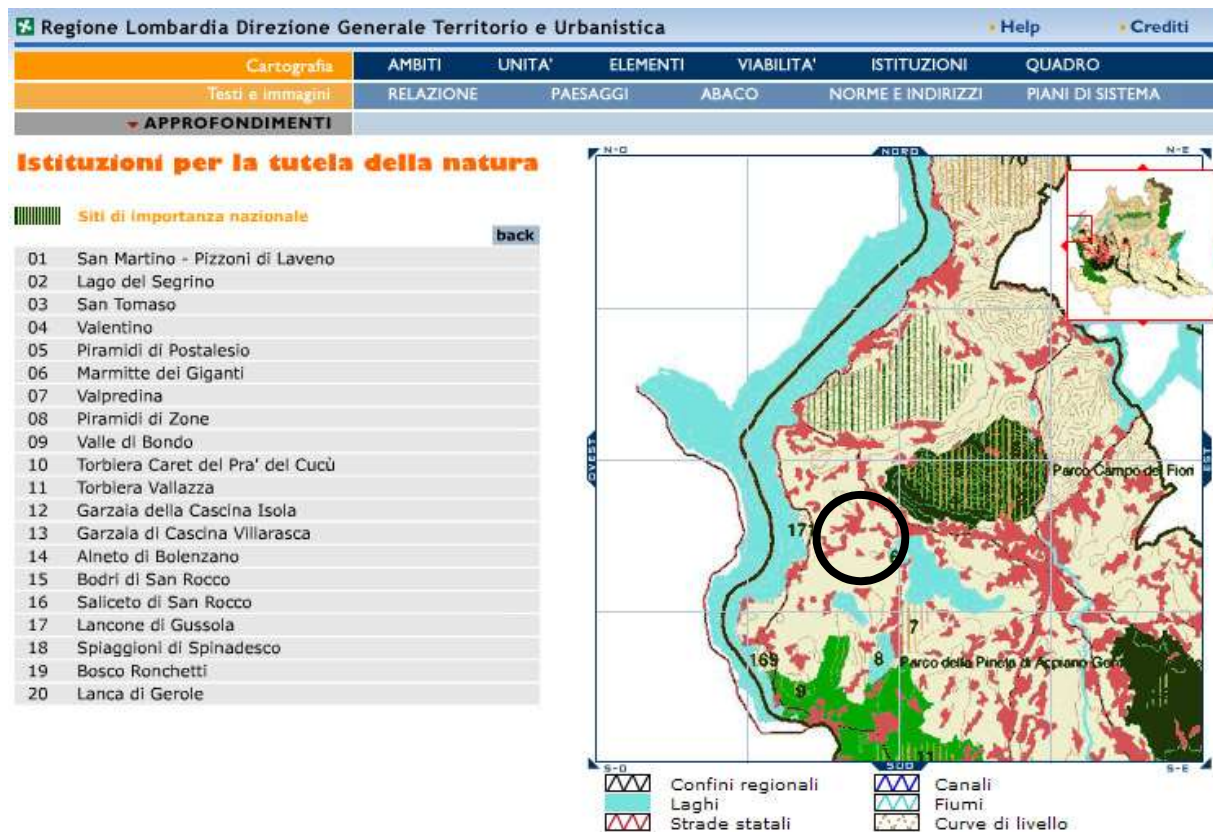 Regione Lombardia Direzione Generale Territorio e Urbanistica
Help
Crediti
Cartografia
AMBITI
UNITA'
ELEMENTI
VIABILITA'
ISTITUZIONI
QUADRO
Testi e immagini
RELAZIONE
PAESAGGI
ABACO
NORME E INDIRIZZI
PIANI DI SISTEMA
APPROFONDIMENTI
Istituzioni per la tutela della natura
Siti di importanza nazionale
back
01 San Martino - Pizzoni di Laveno
02 Lago del Segrino
03 San Tomaso
04 Valentino
05 Piramidi di Postalesio
06 Marmitte dei Giganti
07 Valpredina
08 Piramidi di Zone
09 Valle di Bondo
10 Torbiera Caret del Pra' del Cucù
11 Torbiera Vallazza
12 Garzaia della Cascina Isola
13 Garzaia di Cascina Villarasca
14 Alneto di Bolenzano
15 Bodri di San Rocco
16 Saliceto di San Rocco
17 Lancone di Gussola
18 Spiaggioni di Spinadesco
19 Bosco Ronchetti
20 Lanca di Gerole
N-O
NORD
N-E
170
OVEST
EST
Parco Campo dei Fiori
171
6
7
169
8
Parco della Pineta di Appiano Gen
9
11
S-O
SUD
S-E
Confini regionali
Canali
Laghi
Fiumi
Strade statali
Curve di livello